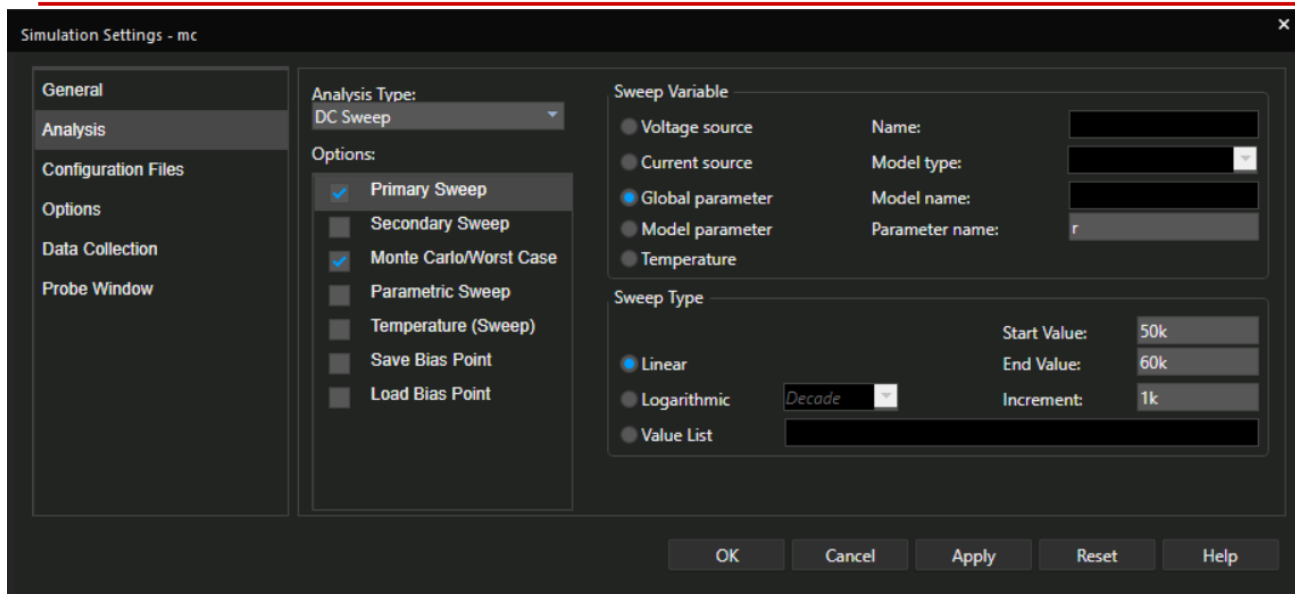 Simulation Settings - mc
×
General
Analysis
Configuration Files
Options
Data Collection
Probe Window
Analysis Type:
DC Sweep
Options:
Primary Sweep
Secondary Sweep
Monte Carlo/Worst Case
Parametric Sweep
Temperature (Sweep)
Save Bias Point
Load Bias Point
Sweep Variable
Voltage source
Name:
Current source
Model type:
Global parameter
Model name:
Model parameter
Parameter name:
r
Temperature
Sweep Type
Start Value:
50k
Linear
End Value:
60k
Logarithmic
Decade
Increment:
1k
Value List
OK
Cancel
Apply
Reset
Help